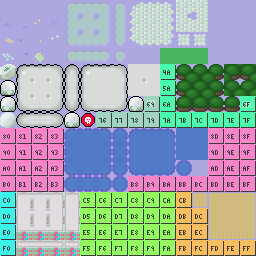 4A
5A
69 6A 6F
76 77 78 79 7A 7B 7C 7D 7E 7F
80 81 82 83 8D 8E 8F
90 91 92 93 9D 9E 9F
A0 A1 A2 A3 AD AE AF
B0 B1 B2 B3 B8 B9 BA BB BC BD BE BF
C0 C5 C6 C7 C8 C9 CA CB
D0 D5 D6 D7 D8 D9 DA DB DC
E0 E5 E6 E7 E8 E9 EA EB EC
F0 F5 F6 F7 F8 F9 FA FB FC FD FE FF